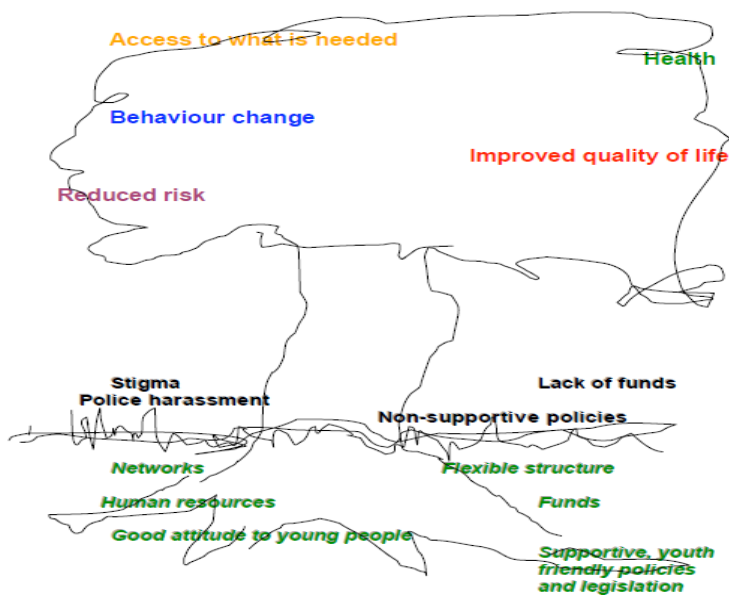 Access to what is needed
Health
Behaviour change
Improved quality of life
Reduced risk
Stigma
Police harassment
Lack of funds
Non-supportive policies
Networks
Flexible structure
Human resources
Funds
Good attitude to young people
Supportive, youth
friendly policies
and legislation